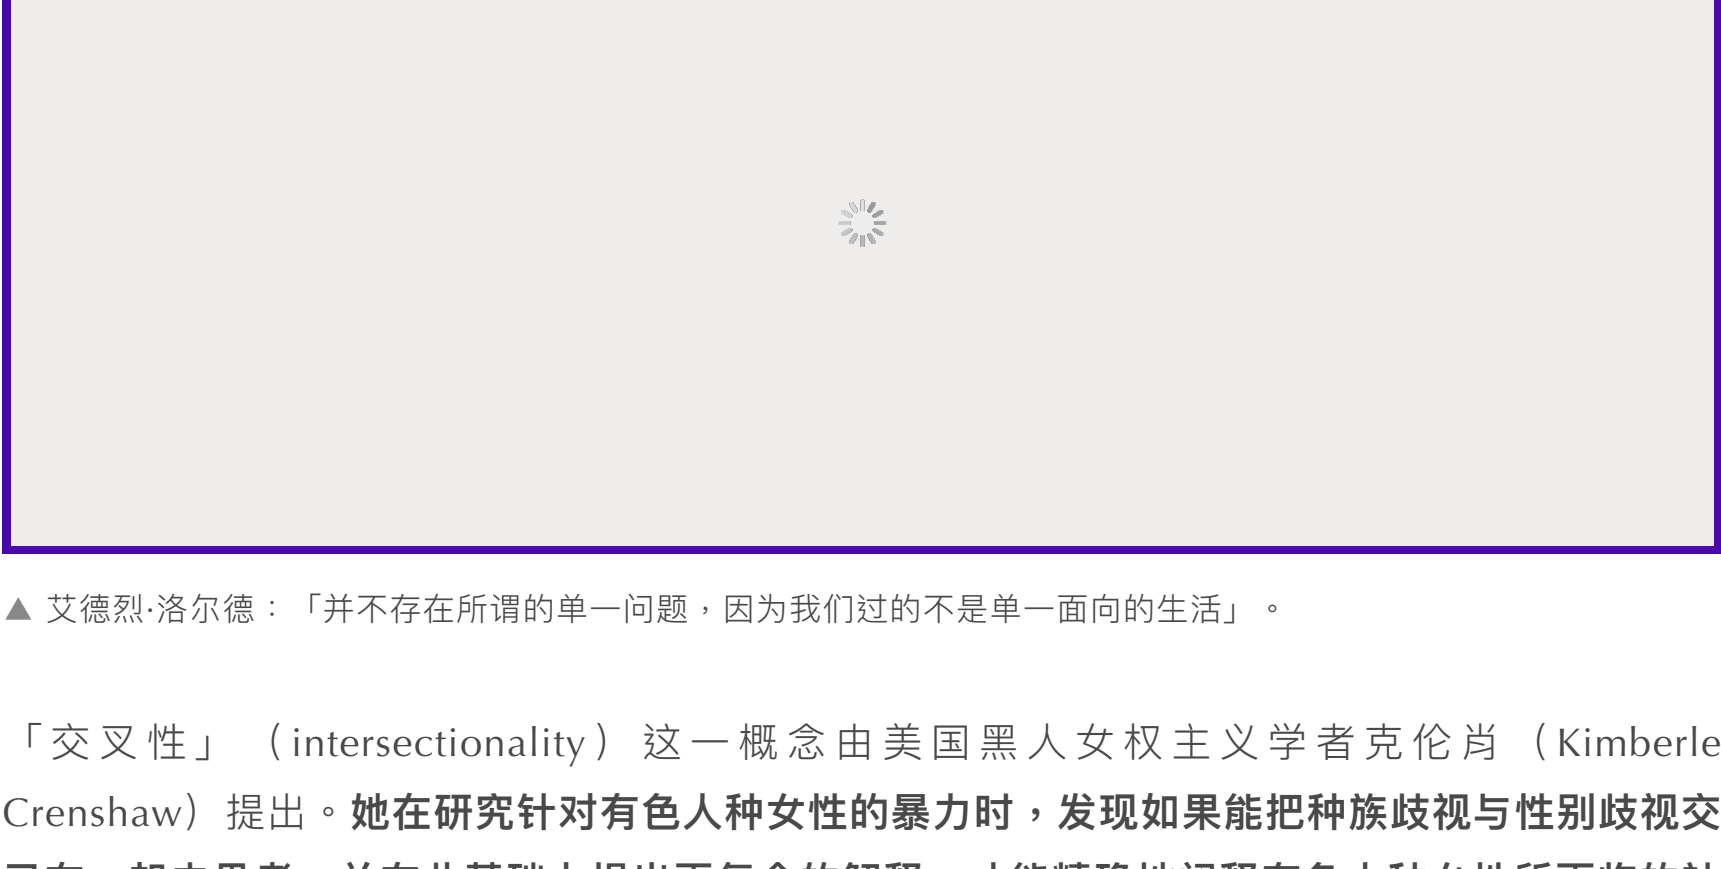 ▲ 艾德烈·洛尔德：「并不存在所谓的单一问题，因为我们过的不是单一面向的生活」。
「交叉性」（intersectionality）这一概念由美国黑人女权主义学者克伦肖（Kimberle
Crenshaw）提出。她在研究针对有色人种女性的暴力时，发现如果能把种族歧视与性别歧视交